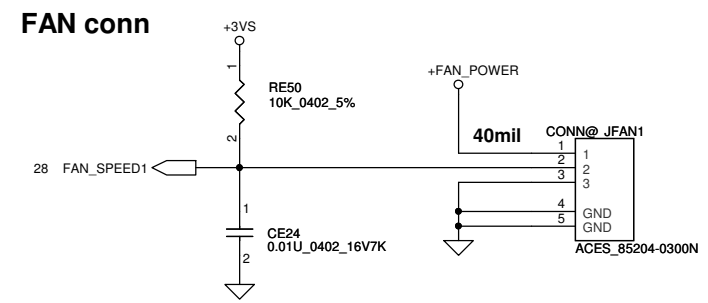 FAN conn
+3VS
1
RE50
10K_0402_5%
2
+FAN_POWER
40mil
CONN@ JFAN1
1 1
2 2
3 3
4 GND
5 GND
ACES_85204-0300N
28 FAN_SPEED1
1
CE24
0.01U_0402_16V7K
2